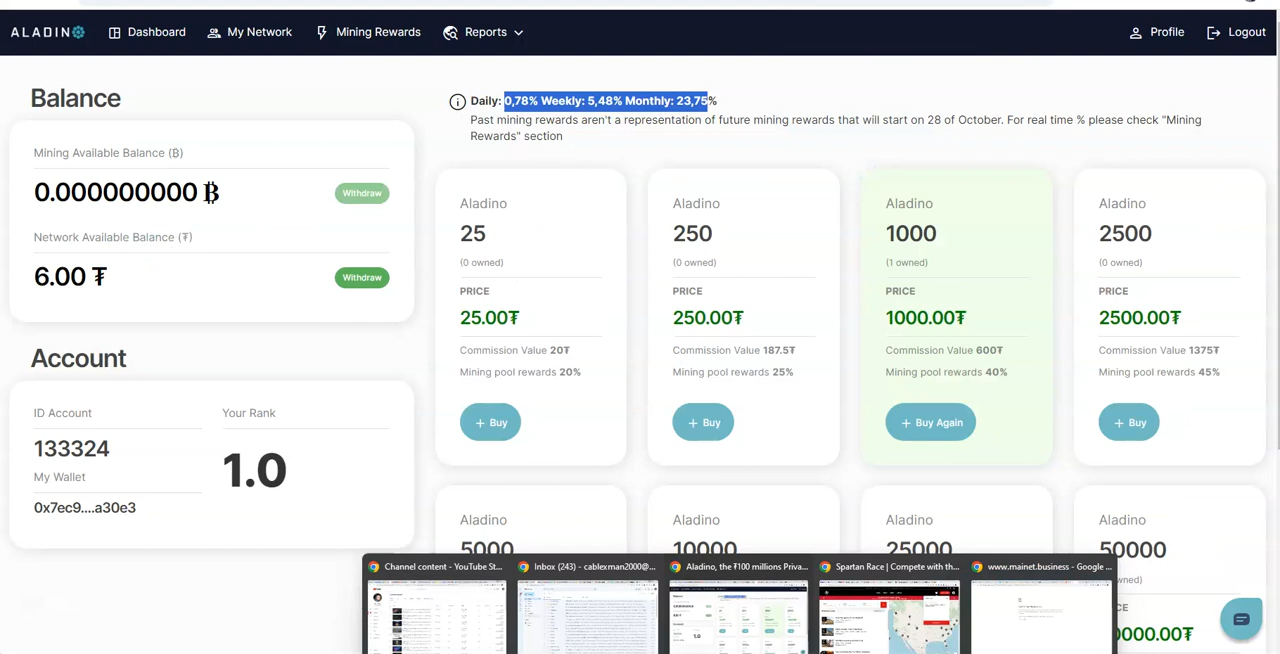 ALADINO
Dashboard
My Network
Mining Rewards
Reports
Profile
Logout
Balance
Mining Available Balance (₿)
0.000000000 ₿
Withdraw
Network Available Balance (₮)
6.00 ₮
Withdraw
Account
ID Account
133324
Your Rank
1.0
My Wallet
0x7ec9....a30e3
Daily: 0,78% Weekly: 5,48% Monthly: 23,75%
Past mining rewards aren't a representation of future mining rewards that will start on 28 of October. For real time % please check "Mining
Rewards" section
Aladino
25
(0 owned)
PRICE
25.00₮
Commission Value 20₮
Mining pool rewards 20%
+ Buy
Aladino
250
(0 owned)
PRICE
250.00₮
Commission Value 187.5₮
Mining pool rewards 25%
+ Buy
Aladino
1000
(1 owned)
PRICE
1000.00₮
Commission Value 600₮
Mining pool rewards 40%
+ Buy Again
Aladino
2500
(0 owned)
PRICE
2500.00₮
Commission Value 1375₮
Mining pool rewards 45%
+ Buy
Aladino
5000
Aladino
10000
Aladino
25000
Aladino
50000
Channel content - YouTube St...
Inbox (243) - cablexman2000@...
Aladino, the ₮100 millions Priva...
Spartan Race | Compete with th...
www.mainet.business - Google ...